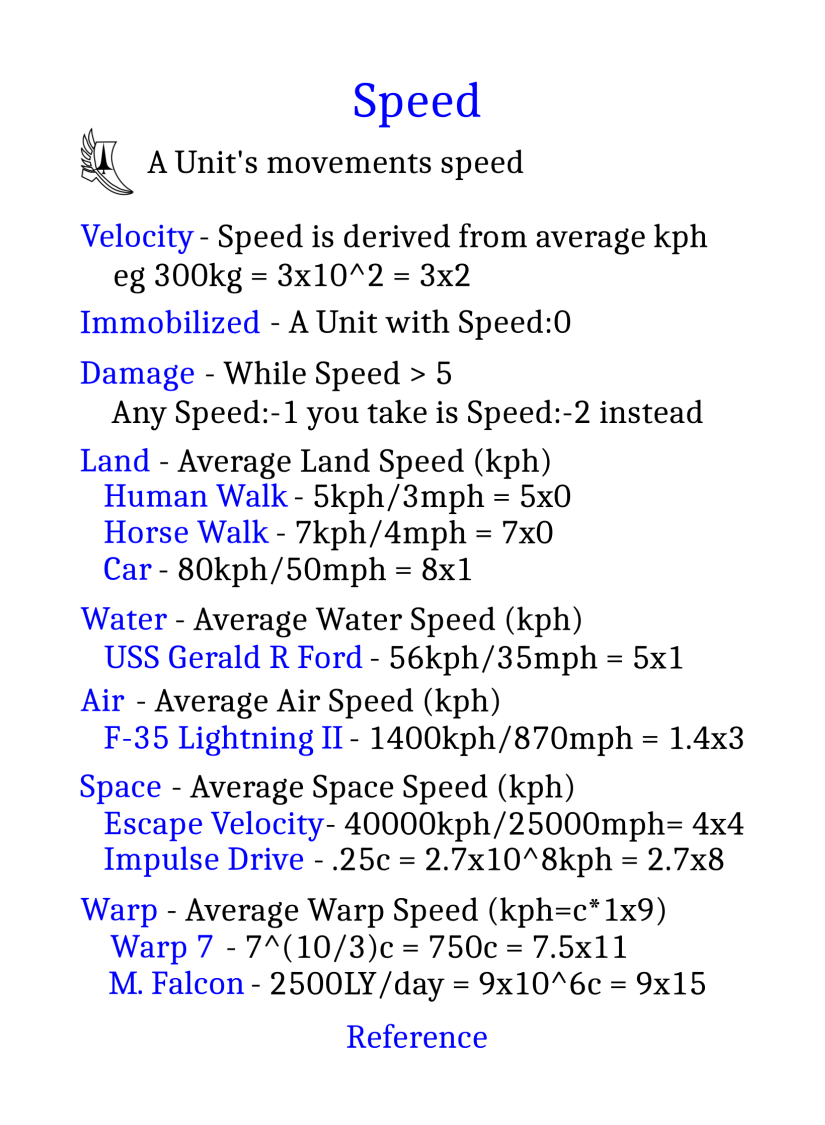 Speed
A Unit's movements speed
Velocity - Speed is derived from average kph
eg 300kg = 3x10^2 = 3x2
Immobilized - A Unit with Speed:0
Damage - While Speed > 5
Any Speed:-1 you take is Speed:-2 instead
Land - Average Land Speed (kph)
Human Walk - 5kph/3mph = 5x0
Horse Walk - 7kph/4mph = 7x0
Car - 80kph/50mph = 8x1
Water - Average Water Speed (kph)
USS Gerald R Ford - 56kph/35mph = 5x1
Air - Average Air Speed (kph)
F-35 Lightning II - 1400kph/870mph = 1.4x3
Space - Average Space Speed (kph)
Escape Velocity- 40000kph/25000mph= 4x4
Impulse Drive - .25c = 2.7x10^8kph = 2.7x8
Warp - Average Warp Speed (kph=c*1x9)
Warp 7 - 7^(10/3)c = 750c = 7.5x11
M. Falcon - 2500LY/day = 9x10^6c = 9x15
Reference